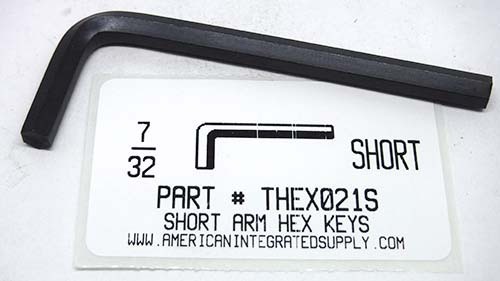 7
32
SHORT
PART # THEX021S
SHORT ARM HEX KEYS
WWW.AMERICANINTEGRATEDSUPPLY.COM